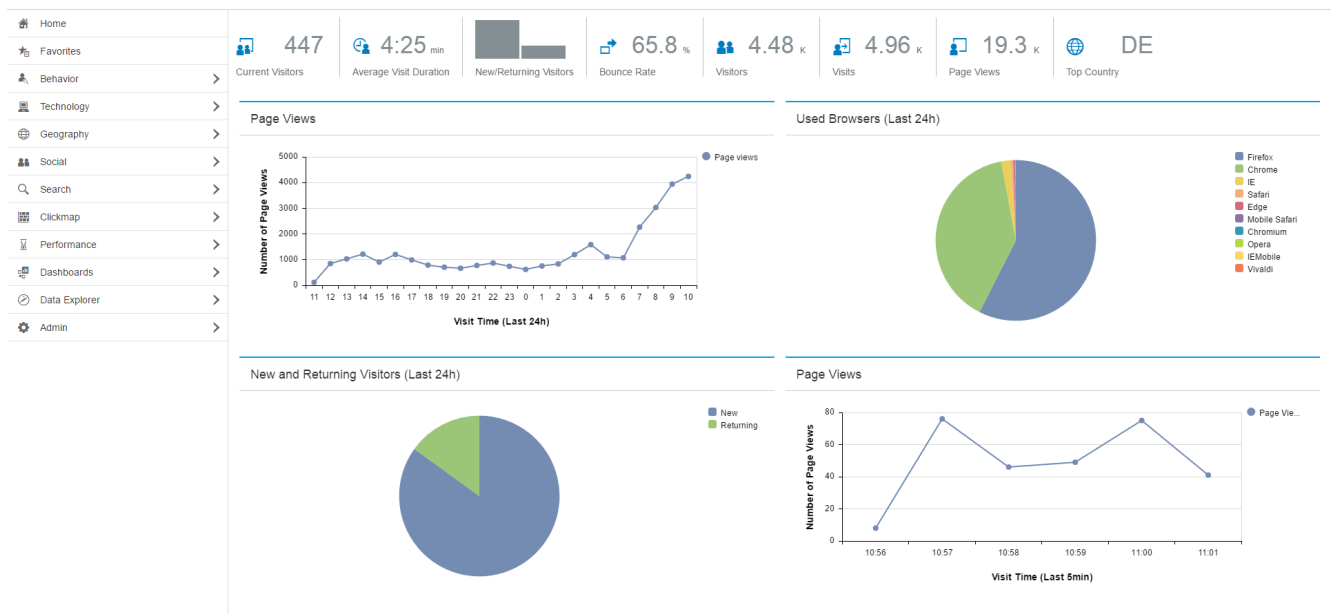 Home
Favorites
Behavior
Technology
Geography
Social
Search
Clickmap
Performance
Dashboards
Data Explorer
Admin
447
Current Visitors
4:25 min
Average Visit Duration
New/Returning Visitors
65.8 %
Bounce Rate
4.48 K
Visitors
4.96 K
Visits
19.3 K
Page Views
DE
Top Country
Page Views
Number of Page Views
5000
4000
3000
2000
1000
0
11 12 13 14 15 16 17 18 19 20 21 22 23 0 1 2 3 4 5 6 7 8 9 10
Visit Time (Last 24h)
Page views
Used Browsers (Last 24h)
Firefox
Chrome
IE
Safari
Edge
Mobile Safari
Chromium
Opera
IEMobile
Vivaldi
New and Returning Visitors (Last 24h)
New
Returning
Page Views
Number of Page Views
80
60
40
20
0
10:56 10:57 10:58 10:59 11:00 11:01
Visit Time (Last 5min)
Page Vie...